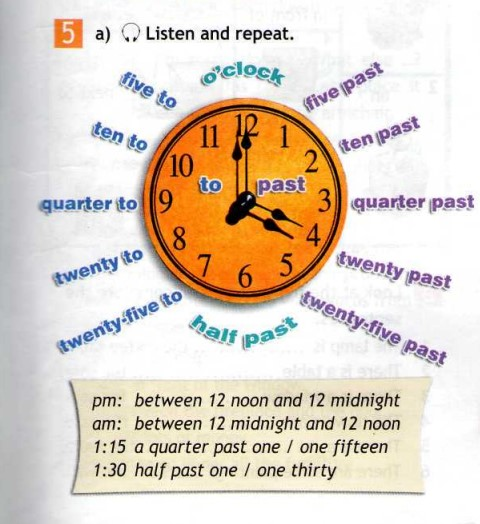 5 a) Listen and repeat.
o'clock
five to
five past
ten to
ten past
quarter to
quarter past
twenty to
twenty past
twenty-five to
twenty-five past
half past
to past
12
11 1
10 2
9 3
8 4
7 5
6
pm: between 12 noon and 12 midnight
am: between 12 midnight and 12 noon
1:15 a quarter past one / one fifteen
1:30 half past one / one thirty